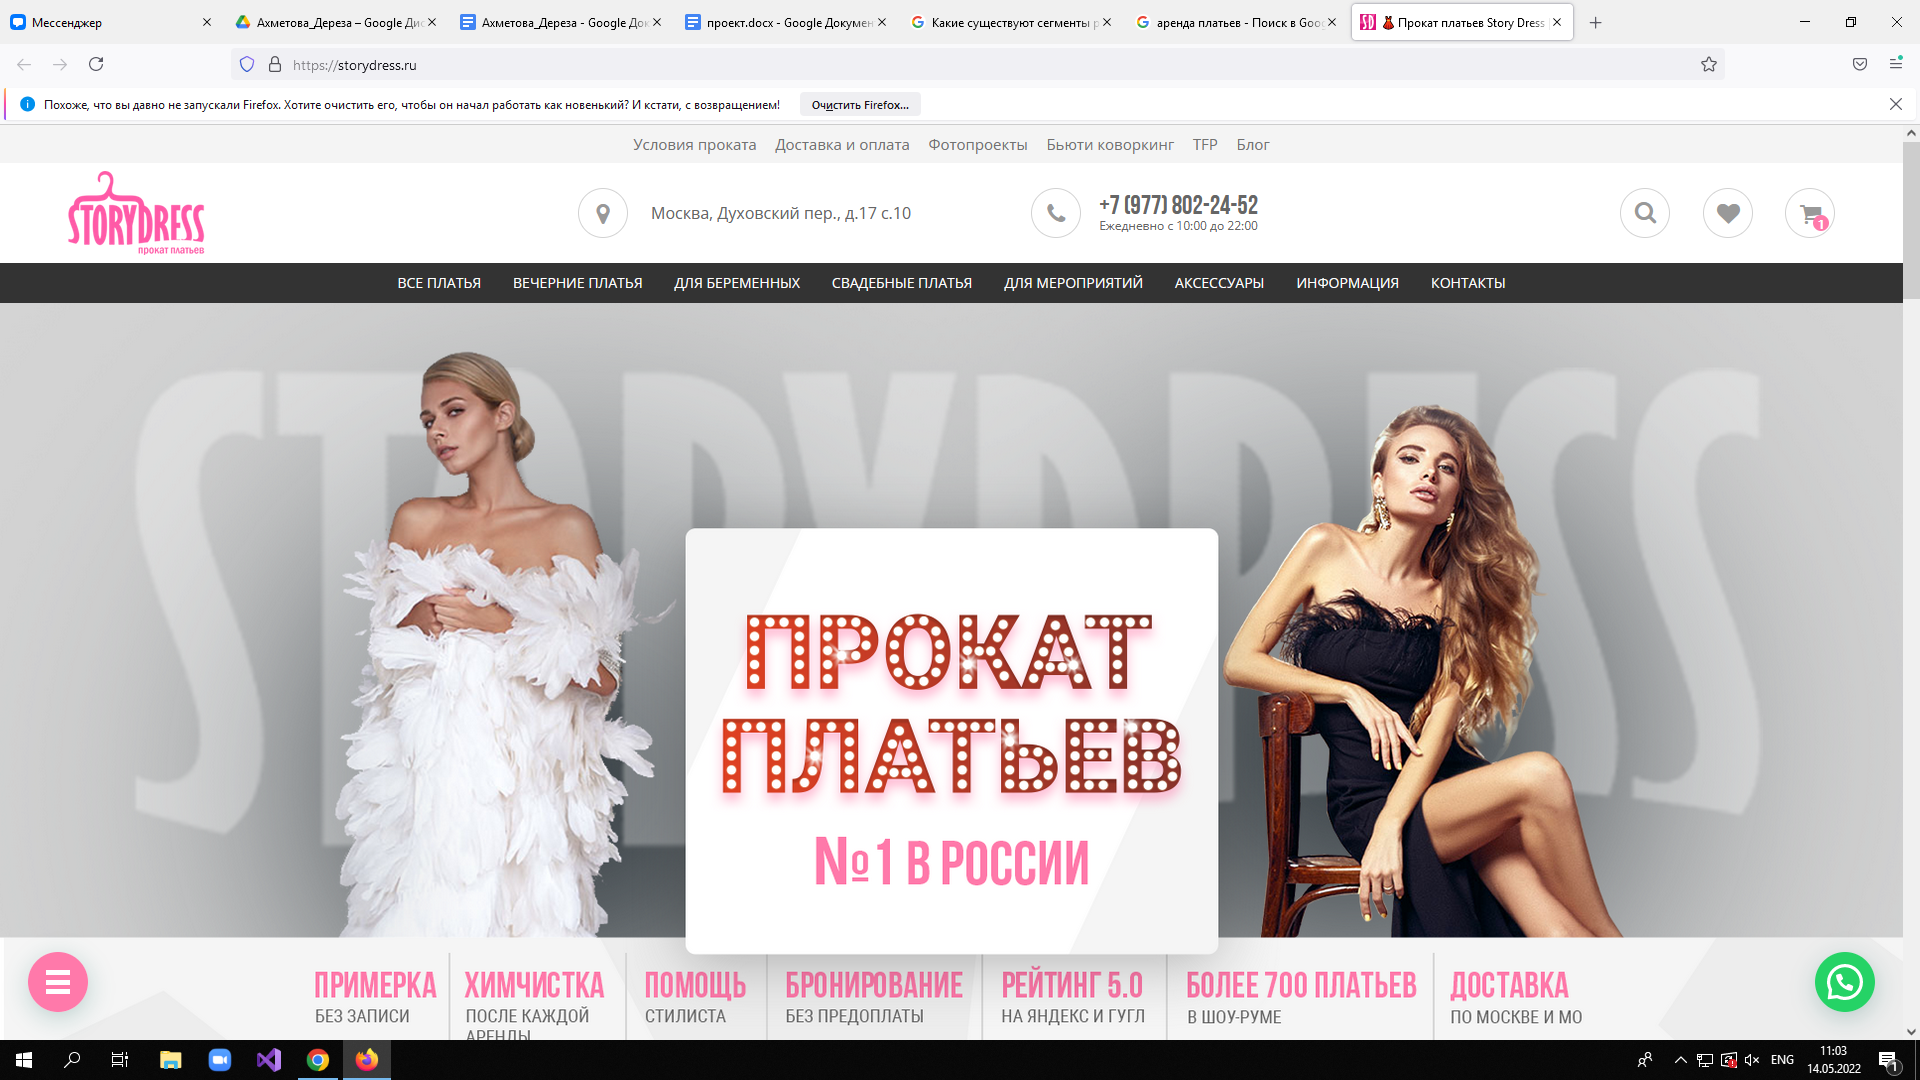 Мессенджер
Ахметова_Дереза – Google Дис
Ахметова_Дереза - Google Док
проект.docx - Google Докумен
Какие существуют сегменты р
аренда платьев - Поиск в Goog
Прокат платьев Story Dress
https://storydress.ru
Похоже, что вы давно не запускали Firefox. Хотите очистить его, чтобы он начал работать как новенький? И кстати, с возвращением!
Очистить Firefox...
Условия проката
Доставка и оплата
Фотопроекты
Бьюти коворкинг
TFP
Блог
STORYDRESS
прокат платьев
Москва, Духовский пер., д.17 с.10
+7 (977) 802-24-52
Ежедневно с 10:00 до 22:00
1
ВСЕ ПЛАТЬЯ
ВЕЧЕРНИЕ ПЛАТЬЯ
ДЛЯ БЕРЕМЕННЫХ
СВАДЕБНЫЕ ПЛАТЬЯ
ДЛЯ МЕРОПРИЯТИЙ
АКСЕССУАРЫ
ИНФОРМАЦИЯ
КОНТАКТЫ
STORYDRESS
ПРОКАТ
ПЛАТЬЕВ
№1 В РОССИИ
ПРИМЕРКА
БЕЗ ЗАПИСИ
ХИМЧИСТКА
ПОСЛЕ КАЖДОЙ
АРЕНДЫ
ПОМОЩЬ
СТИЛИСТА
БРОНИРОВАНИЕ
БЕЗ ПРЕДОПЛАТЫ
РЕЙТИНГ 5.0
НА ЯНДЕКС И ГУГЛ
БОЛЕЕ 700 ПЛАТЬЕВ
В ШОУ-РУМЕ
ДОСТАВКА
ПО МОСКВЕ И МО
ENG
11:03
14.05.2022
1